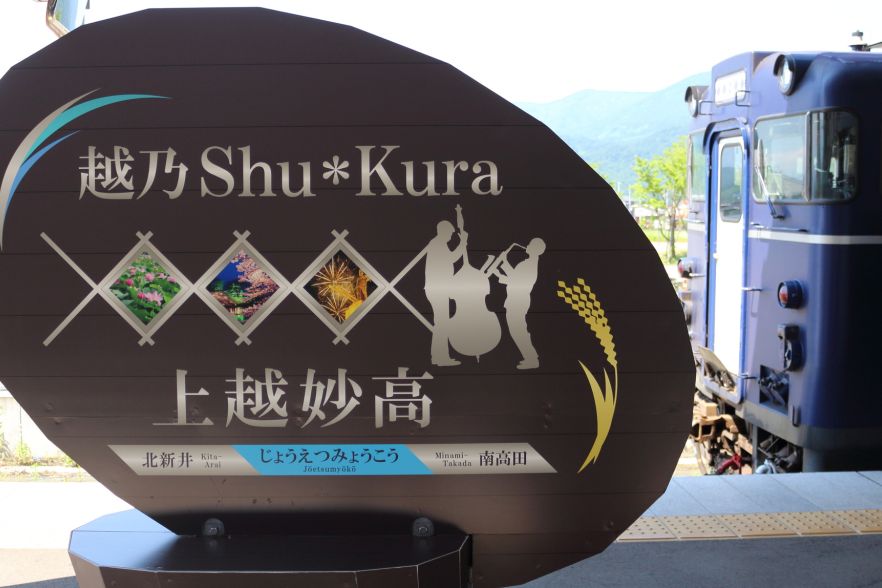 越乃Shu*Kura
上越妙高
北新井 Kita-Arai じょうえつみょうこう Jōetsumyōkō Minami-Takada 南高田